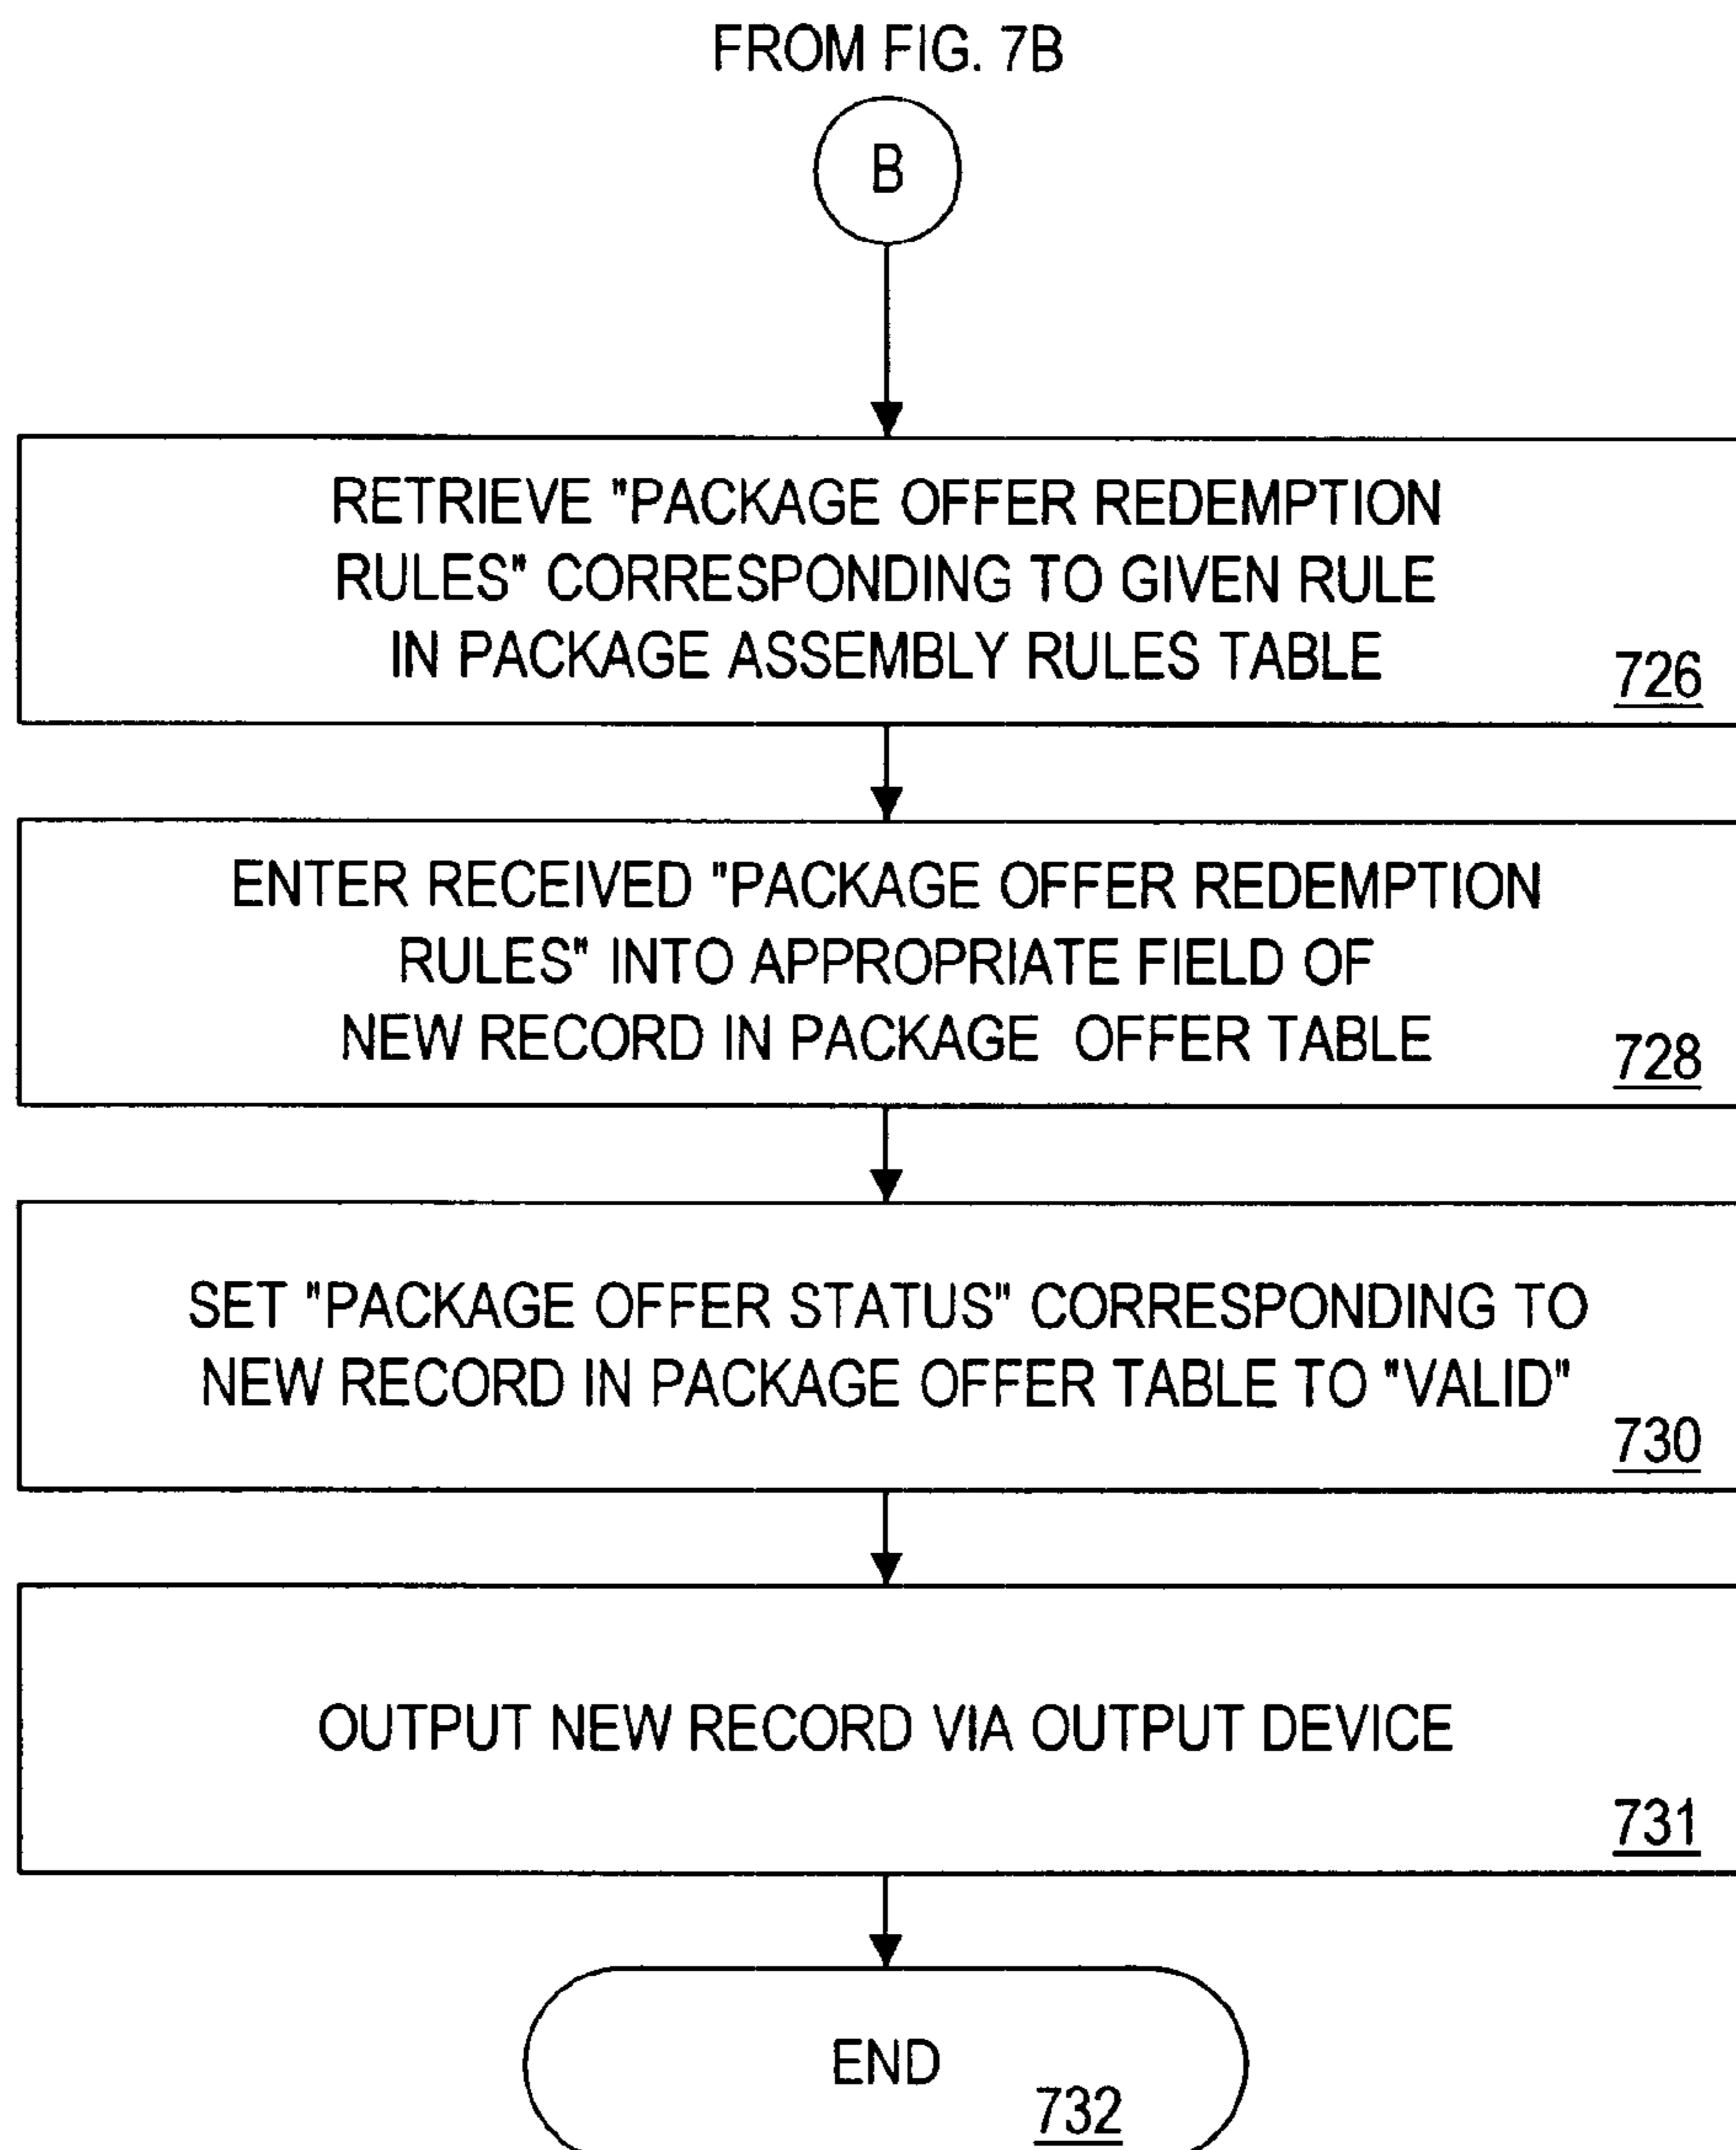 FROM FIG. 7B
B
RETRIEVE "PACKAGE OFFER REDEMPTION
RULES" CORRESPONDING TO GIVEN RULE
IN PACKAGE ASSEMBLY RULES TABLE
726
ENTER RECEIVED "PACKAGE OFFER REDEMPTION
RULES" INTO APPROPRIATE FIELD OF
NEW RECORD IN PACKAGE OFFER TABLE
728
SET "PACKAGE OFFER STATUS" CORRESPONDING TO
NEW RECORD IN PACKAGE OFFER TABLE TO "VALID"
730
OUTPUT NEW RECORD VIA OUTPUT DEVICE
731
END
732